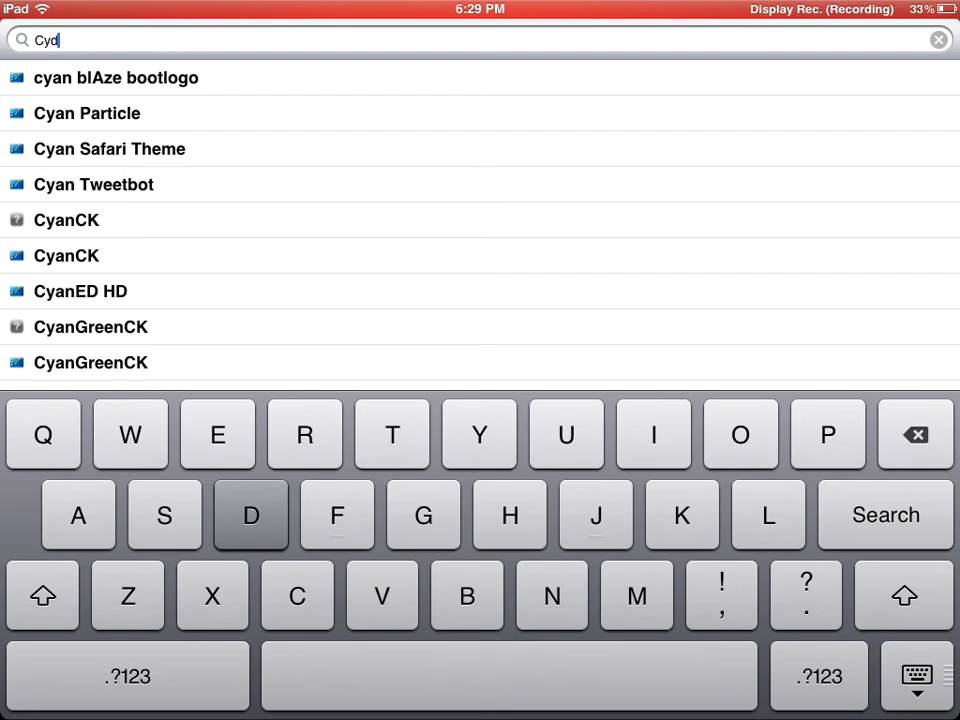 iPad 6:29 PM Display Rec. (Recording) 33%
Cyd
cyan blAze bootlogo
Cyan Particle
Cyan Safari Theme
Cyan Tweetbot
CyanCK
CyanCK
CyanED HD
CyanGreenCK
CyanGreenCK
Q W E R T Y U I O P
A S D F G H J K L Search
Z X C V B N M ! , ? .
.?123 .?123